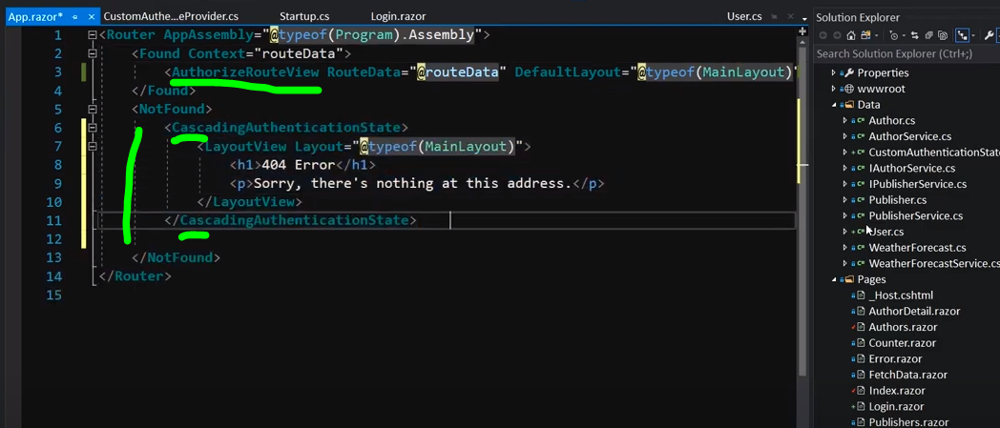 App.razor*
CustomAuthe...eProvider.cs
Startup.cs
Login.razor
User.cs
Solution Explorer
Search Solution Explorer (Ctrl+;)
1 <Router AppAssembly="@typeof(Program).Assembly">
2 <Found Context="routeData">
3 <AuthorizeRouteView RouteData="@routeData" DefaultLayout="@typeof(MainLayout)"
4 </Found>
5 <NotFound>
6 <CascadingAuthenticationState>
7 <LayoutView Layout="@typeof(MainLayout)">
8 <h1>404 Error</h1>
9 <p>Sorry, there's nothing at this address.</p>
10 </LayoutView>
11 </CascadingAuthenticationState>
12
13 </NotFound>
14 </Router>
15
Properties
wwwroot
Data
Author.cs
AuthorService.cs
CustomAuthenticationState
IAuthorService.cs
IPublisherService.cs
Publisher.cs
PublisherService.cs
User.cs
WeatherForecast.cs
WeatherForecastService.cs
Pages
_Host.cshtml
AuthorDetail.razor
Authors.razor
Counter.razor
Error.razor
FetchData.razor
Index.razor
Login.razor
Publishers.razor